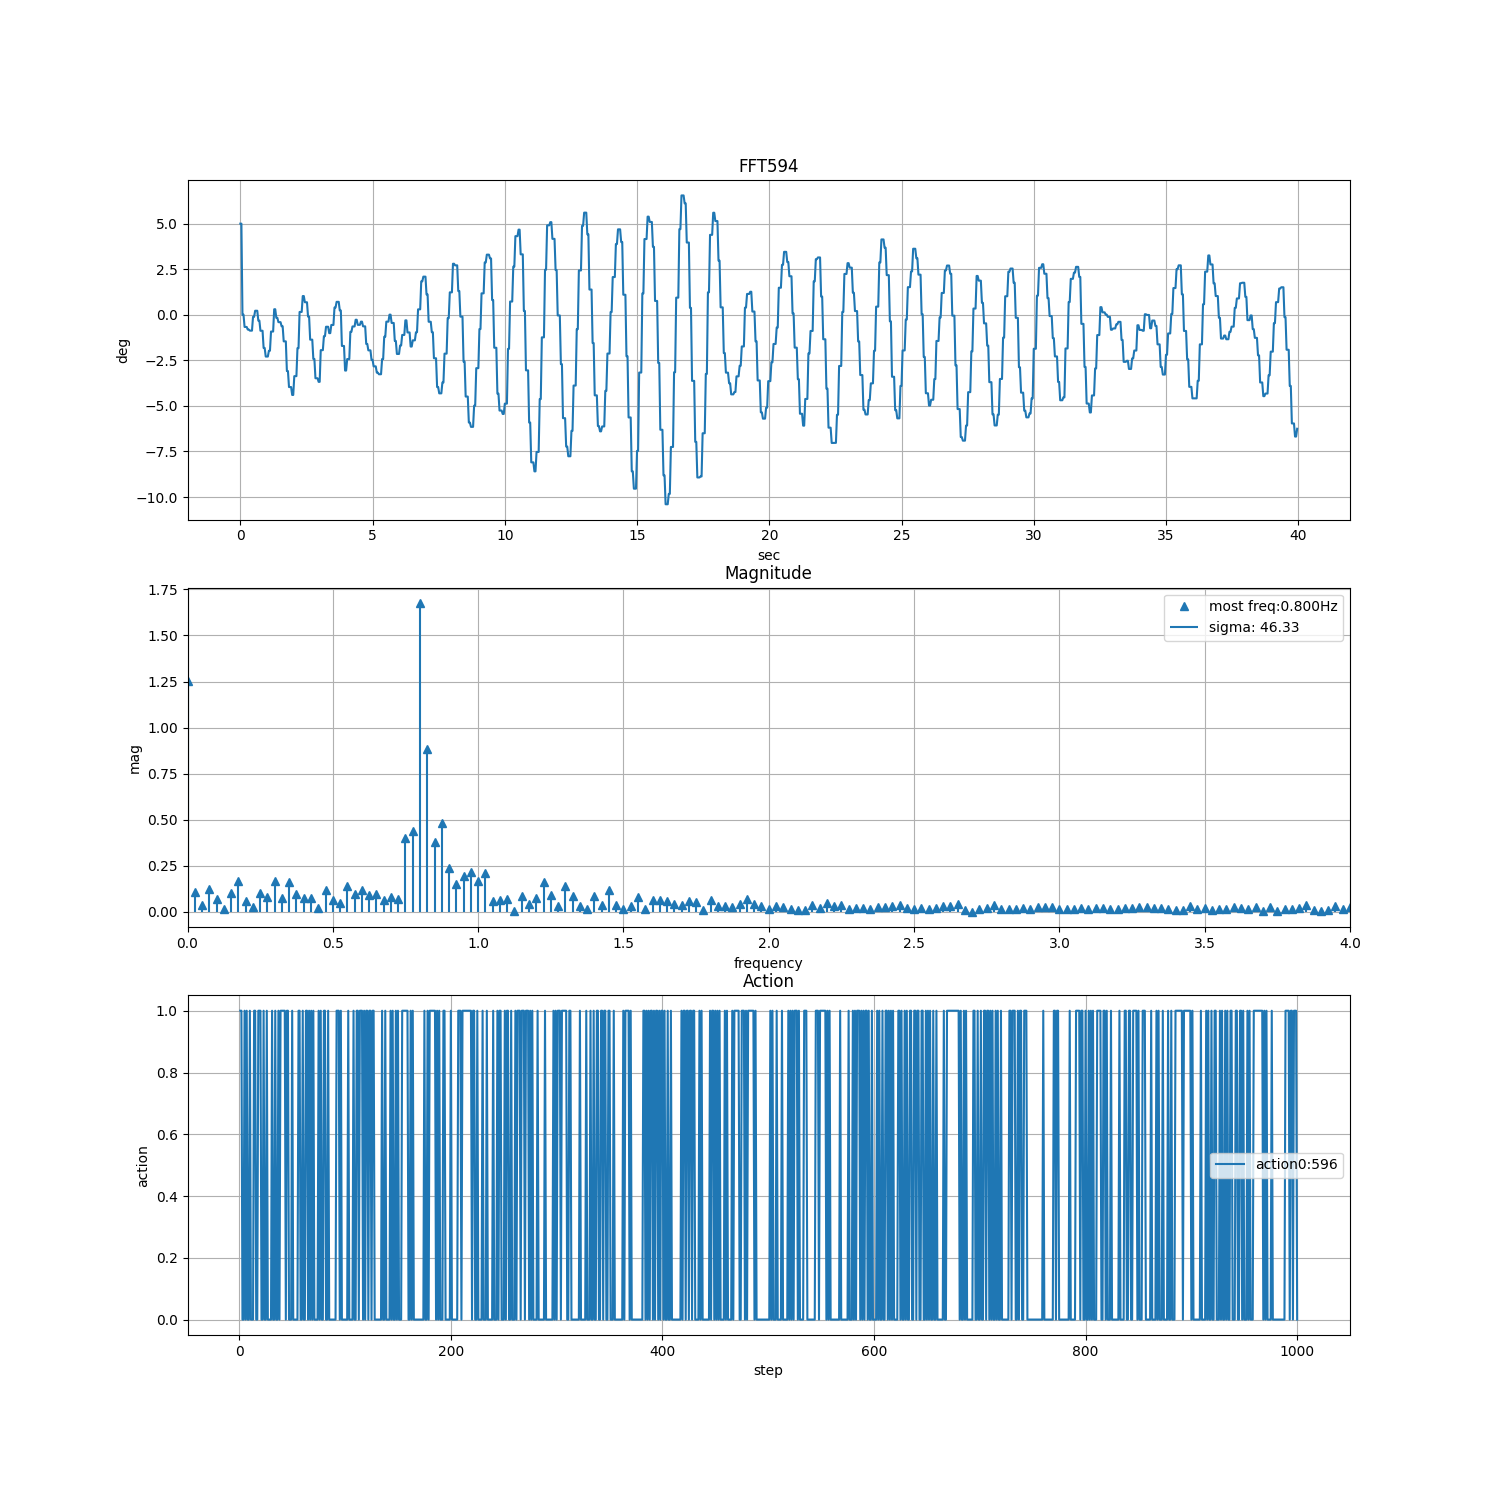 FFT594
5.0
2.5
0.0
−2.5
−5.0
−7.5
−10.0
deg
0 5 10 15 20 25 30 35 40
sec
Magnitude
1.75
1.50
1.25
1.00
0.75
0.50
0.25
0.00
mag
most freq:0.800Hz
sigma: 46.33
0.0 0.5 1.0 1.5 2.0 2.5 3.0 3.5 4.0
frequency
Action
1.0
0.8
0.6
0.4
0.2
0.0
action
action0:596
0 200 400 600 800 1000
step